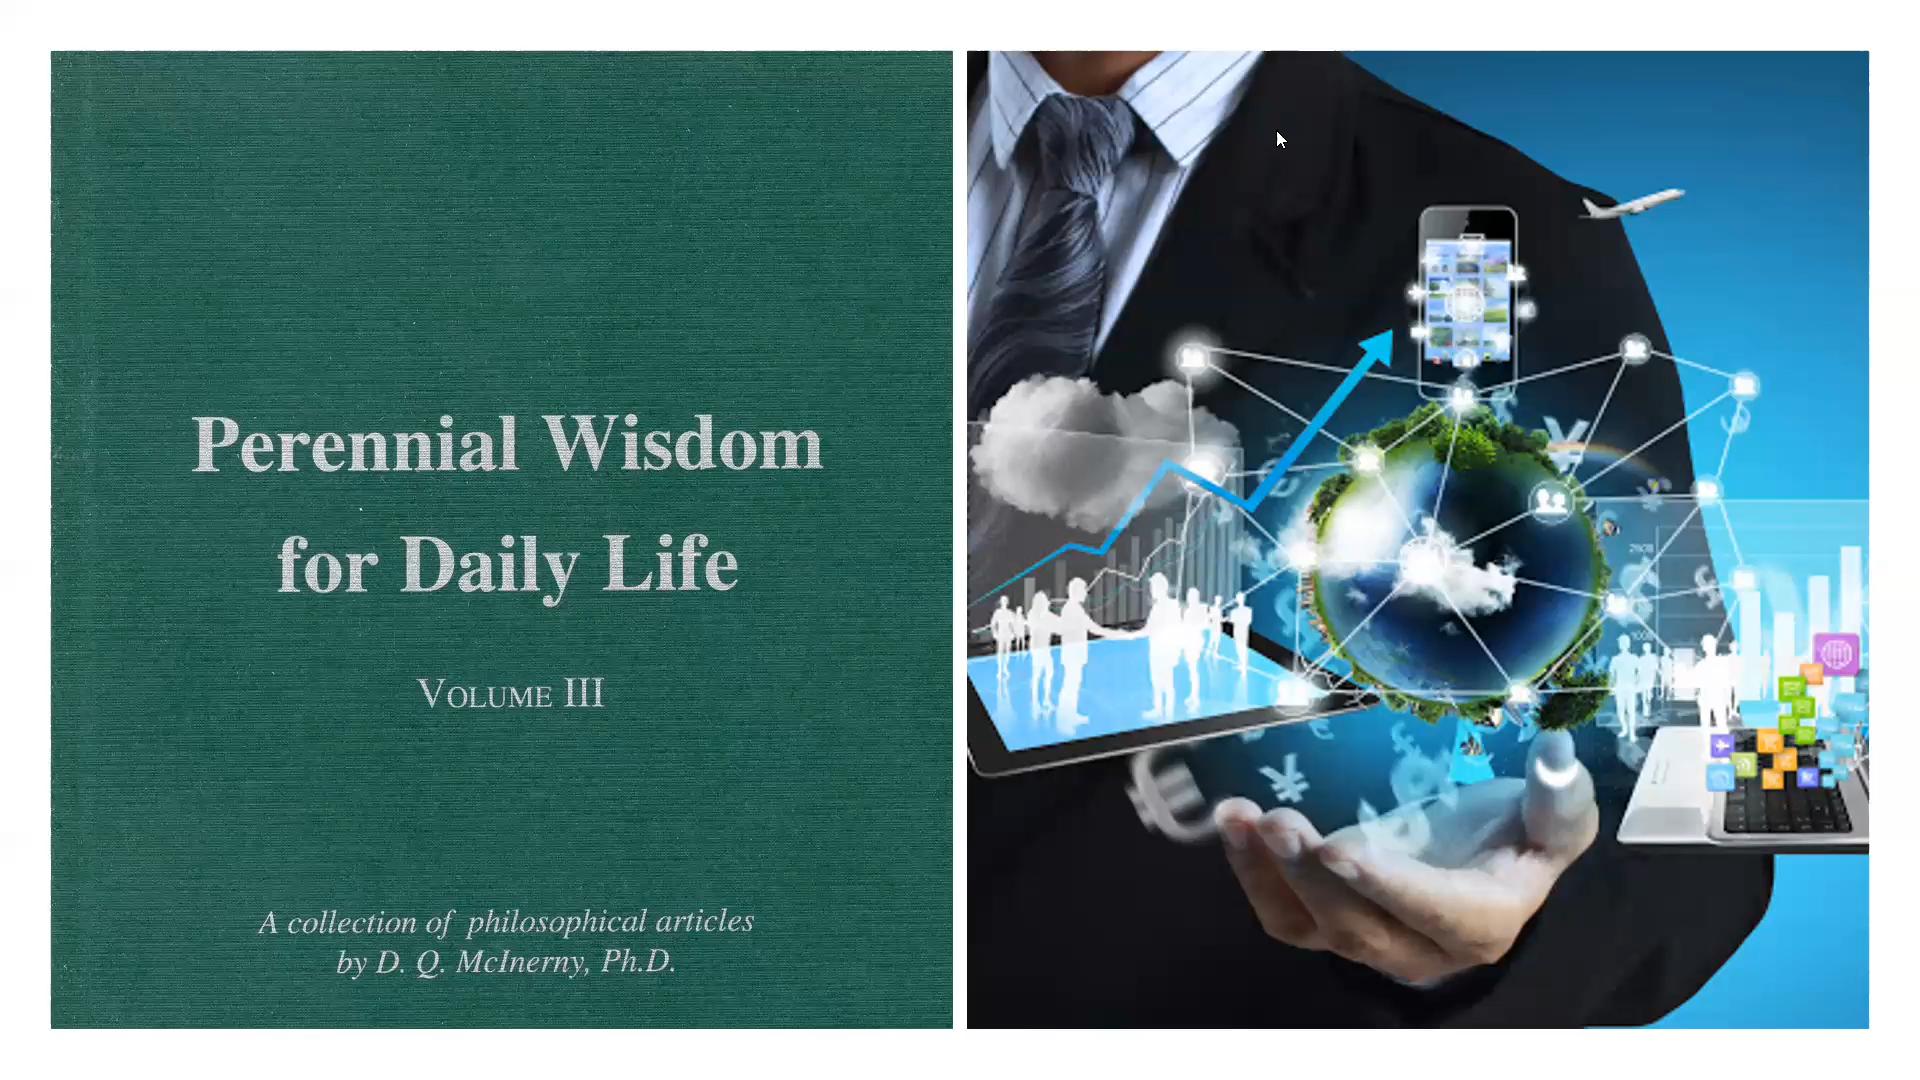 Perennial Wisdom
for Daily Life
VOLUME III
A collection of philosophical articles
by D. Q. McInerny, Ph.D.